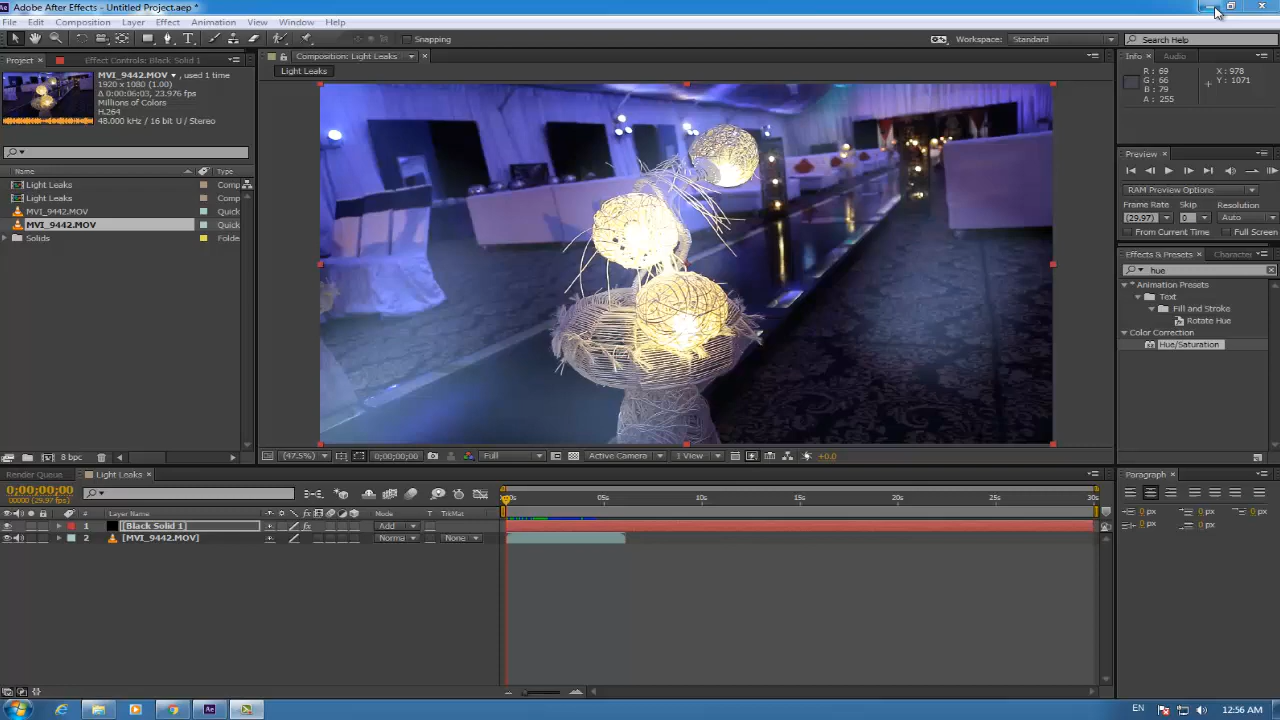 Adobe After Effects - Untitled Project.aep *
File Edit Composition Layer Effect Animation View Window Help
Snapping
Workspace: Standard
Search Help
Project
Effect Controls: Black Solid 1
Composition: Light Leaks
Info
Audio
MVI_9442.MOV , used 1 time
1920 x 1080 (1.00)
Δ 0:00:06:03, 23.976 fps
Millions of Colors
H.264
48.000 kHz / 16 bit U / Stereo
Light Leaks
R : 69
G : 66
B : 79
A : 255
X : 978
Y : 1071
Preview
RAM Preview Options
Frame Rate Skip Resolution
(29.97) 0 Auto
From Current Time Full Screen
Effects & Presets
Character
hue
Animation Presets
Text
Fill and Stroke
Rotate Hue
Color Correction
Hue/Saturation
Name Type
Light Leaks Comp
Light Leaks Comp
MVI_9442.MOV Quick
MVI_9442.MOV Quick
Solids Folde
8 bpc
(47.5%) 0;00;00;00 Full Active Camera 1 View +0.0
Render Queue
Light Leaks
Paragraph
0;00;00;00
00000 (29.97 fps)
05s 10s 15s 20s 25s 30s
# Layer Name Mode T TrkMat
1 [Black Solid 1] fx Add
2 [MVI_9442.MOV] Norma None
0 px 0 px 0 px
0 px 0 px
Ae
EN
12:56 AM